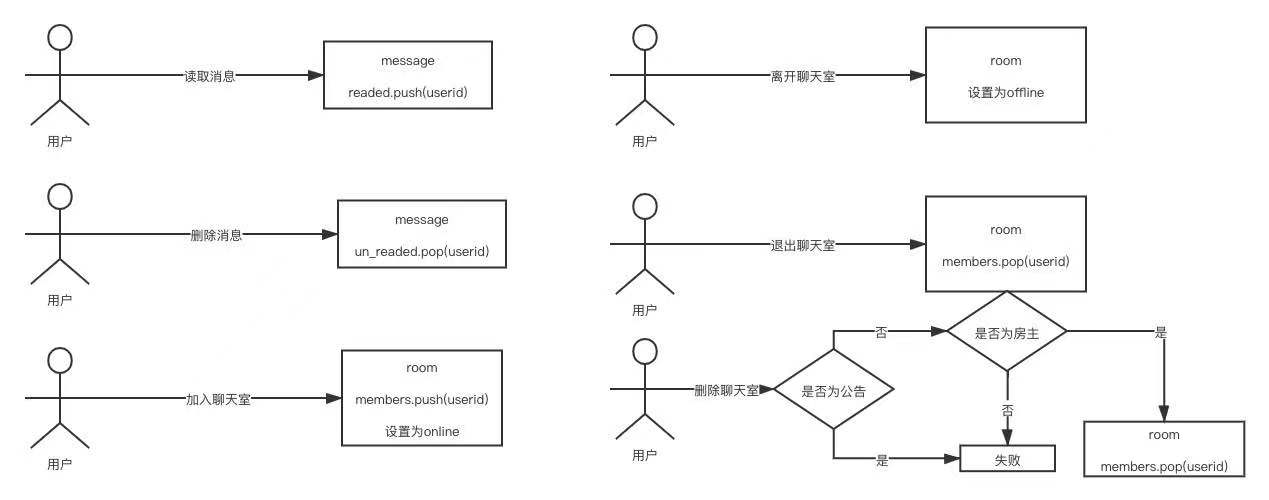 读取消息
message
readed.push(userid)
用户
离开聊天室
room
设置为offline
用户
删除消息
message
un_readed.pop(userid)
用户
退出聊天室
room
members.pop(userid)
用户
加入聊天室
room
members.push(userid)
设置为online
用户
删除聊天室
是否为公告
否
是否为房主
是
否
是
失败
room
members.pop(userid)
用户